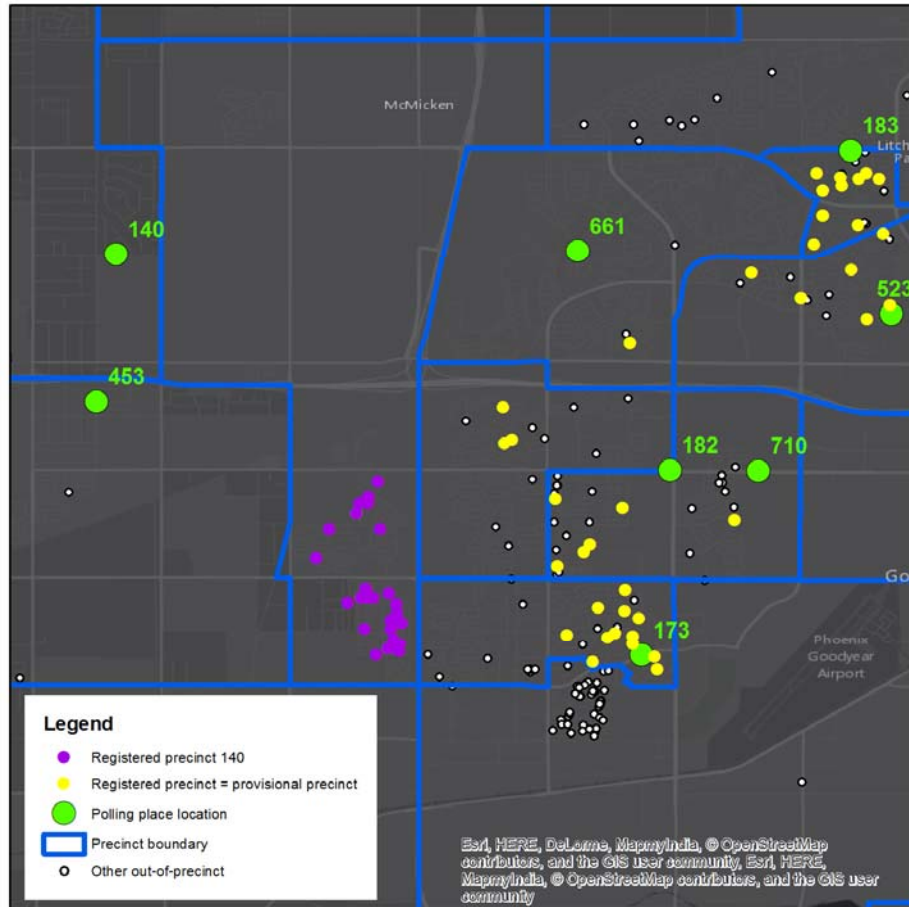 McMicken
183
Litch
Pa
140
661
523
453
182
710
Go
173
Phoenix
Goodyear
Airport
Legend
Registered precinct 140
Registered precinct = provisional precinct
Polling place location
Precinct boundary
Other out-of-precinct
Esri, HERE, DeLorme, MapmyIndia, © OpenStreetMap
contributors, and the GIS user community, Esri, HERE,
MapmyIndia, © OpenStreetMap contributors, and the GIS user
community